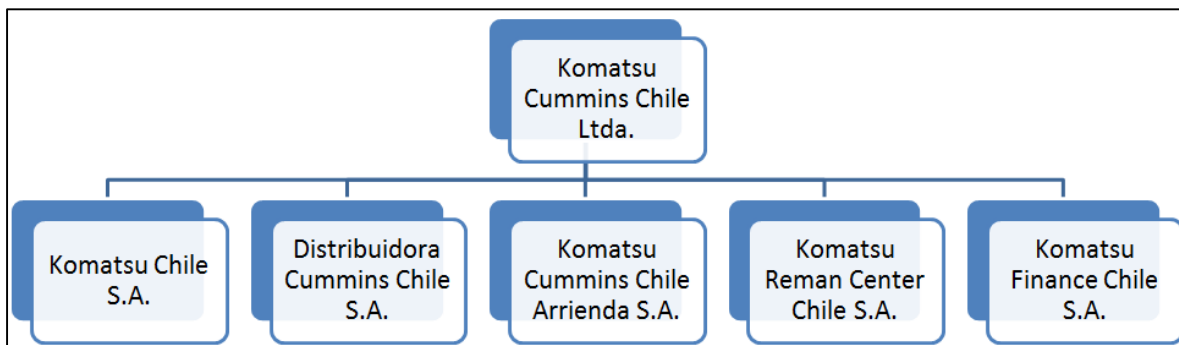 Komatsu
Cummins Chile
Ltda.
Komatsu Chile
S.A.
Distribuidora
Cummins Chile
S.A.
Komatsu
Cummins Chile
Arrienda S.A.
Komatsu
Reman Center
Chile S.A.
Komatsu
Finance Chile
S.A.